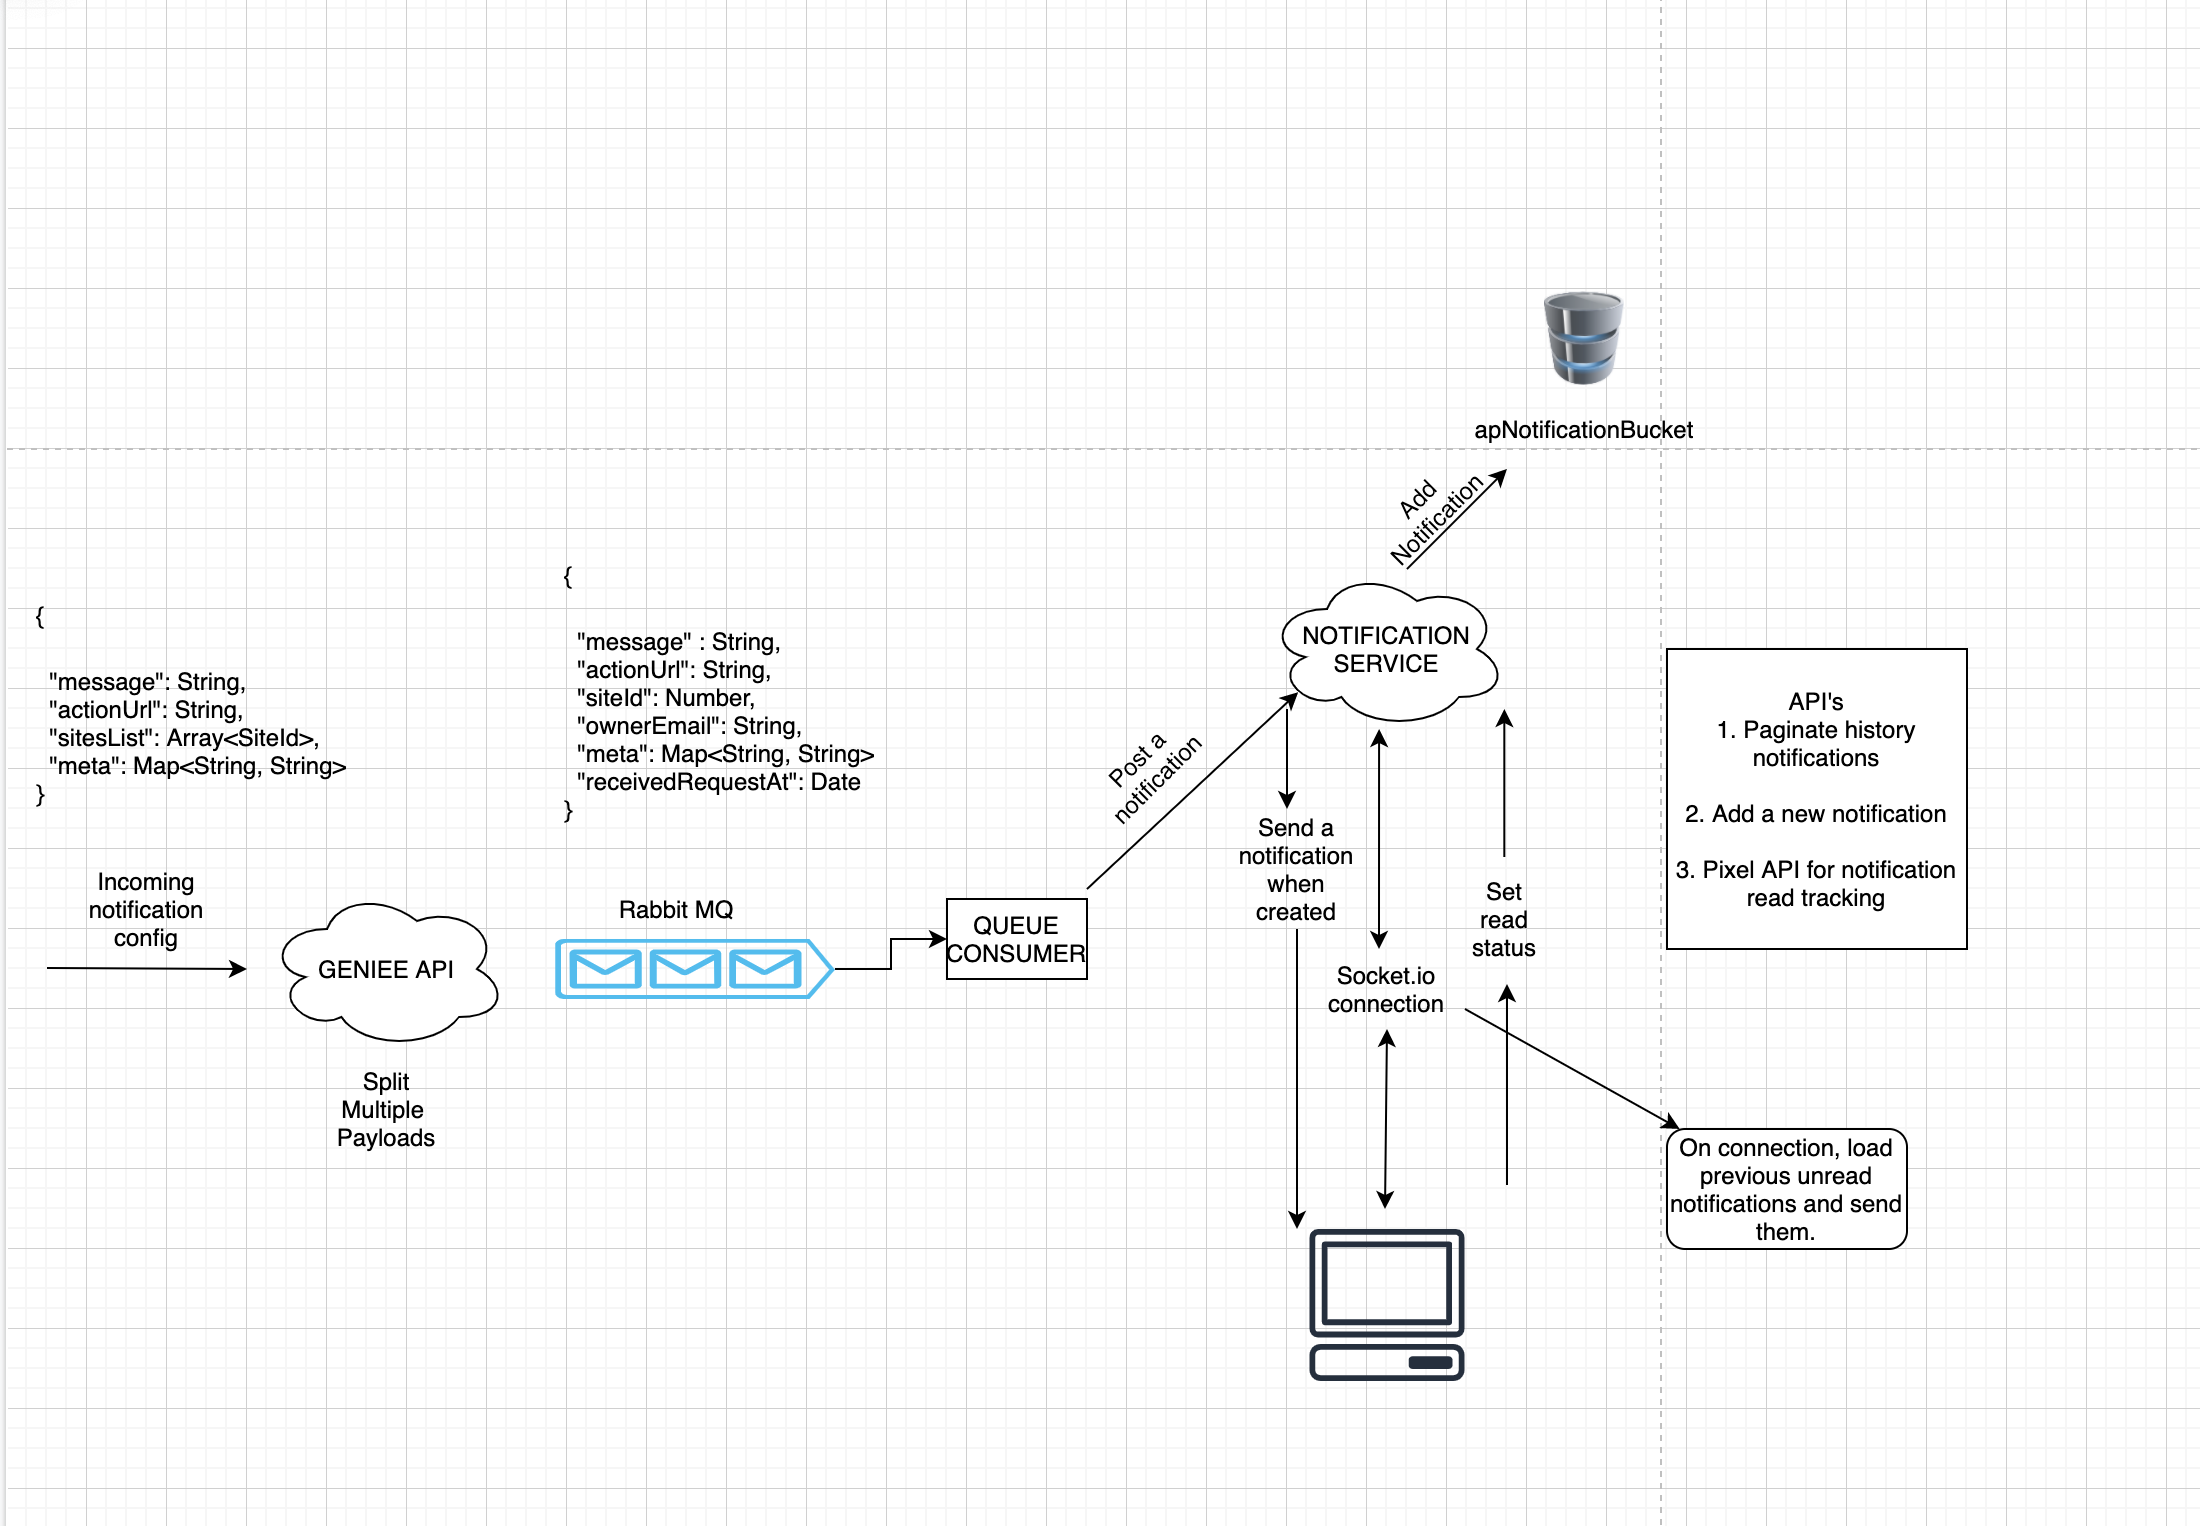 {
"message": String,
"actionUrl": String,
"sitesList": Array<SiteId>,
"meta": Map<String, String>
}
Incoming
notification
config
GENIEE API
Split
Multiple
Payloads
{
"message" : String,
"actionUrl": String,
"siteId": Number,
"ownerEmail": String,
"meta": Map<String, String>
"receivedRequestAt": Date
}
Rabbit MQ
QUEUE
CONSUMER
Post a
notification
NOTIFICATION
SERVICE
Add
Notification
apNotificationBucket
Send a
notification
when
created
Socket.io
connection
Set
read
status
API's
1. Paginate history
notifications
2. Add a new notification
3. Pixel API for notification
read tracking
On connection, load
previous unread
notifications and send
them.